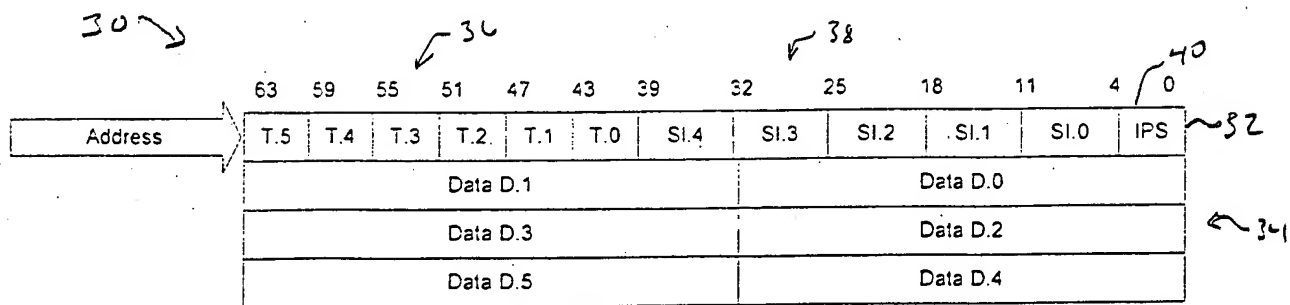 30 36 38 40
63 59 55 51 47 43 39 32 25 18 11 4 0
Address T.5 T.4 T.3 T.2 T.1 T.0 SI.4 SI.3 SI.2 SI.1 SI.0 IPS 32
Data D.1 Data D.0
Data D.3 Data D.2 34
Data D.5 Data D.4